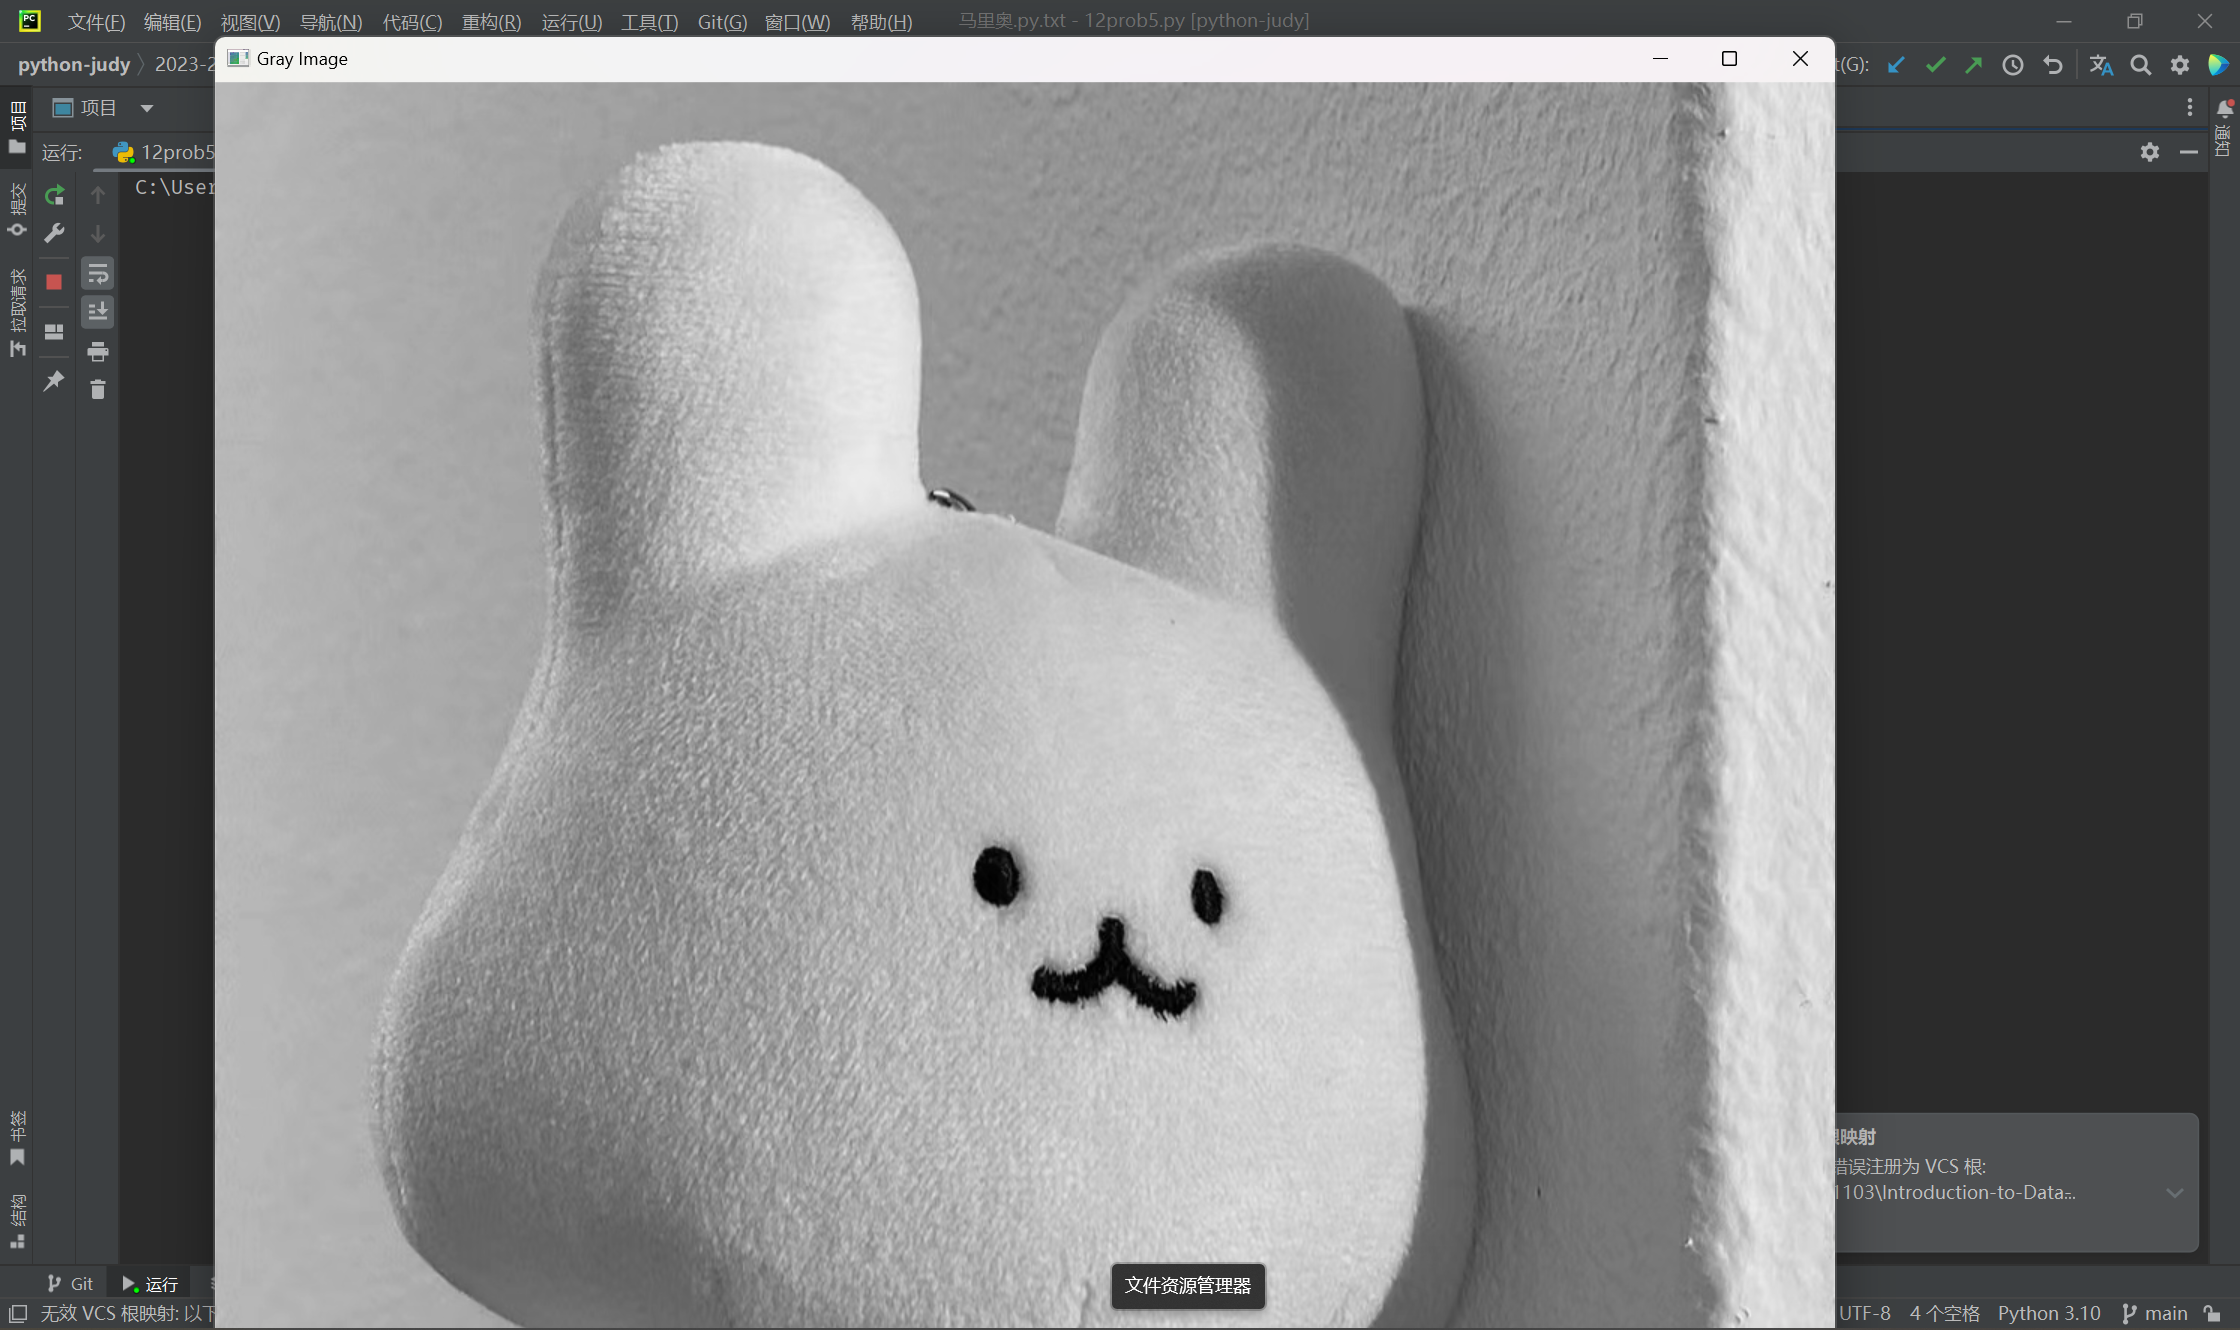 文件(F) 编辑(E) 视图(V) 导航(N) 代码(C) 重构(R) 运行(U) 工具(T) Git(G) 窗口(W) 帮助(H) 马里奥.py.txt - 12prob5.py [python-judy]
Gray Image
python-judy 2023-2
t(G):
项目
项目
通知
运行: 12prob5
C:\User
提交
拉取请求
书签
结构
根映射
错误注册为 VCS 根:
1103\Introduction-to-Data...
文件资源管理器
Git 运行
无效 VCS 根映射: 以下
UTF-8 4 个空格 Python 3.10 main